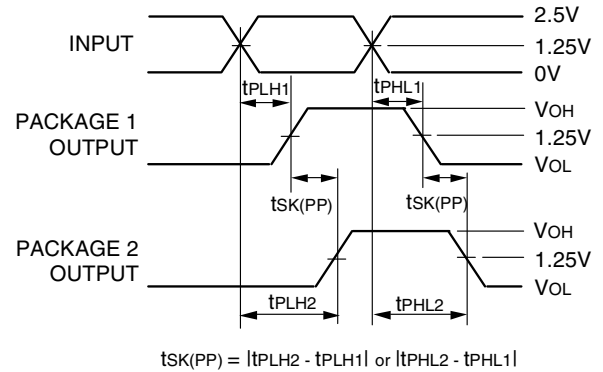 INPUT
2.5V
1.25V
0V
tPLH1
tPHL1
PACKAGE 1
OUTPUT
VOH
1.25V
VOL
tSK(PP)
tSK(PP)
PACKAGE 2
OUTPUT
VOH
1.25V
VOL
tPLH2
tPHL2
tSK(PP) = |tPLH2 - tPLH1| or |tPHL2 - tPHL1|